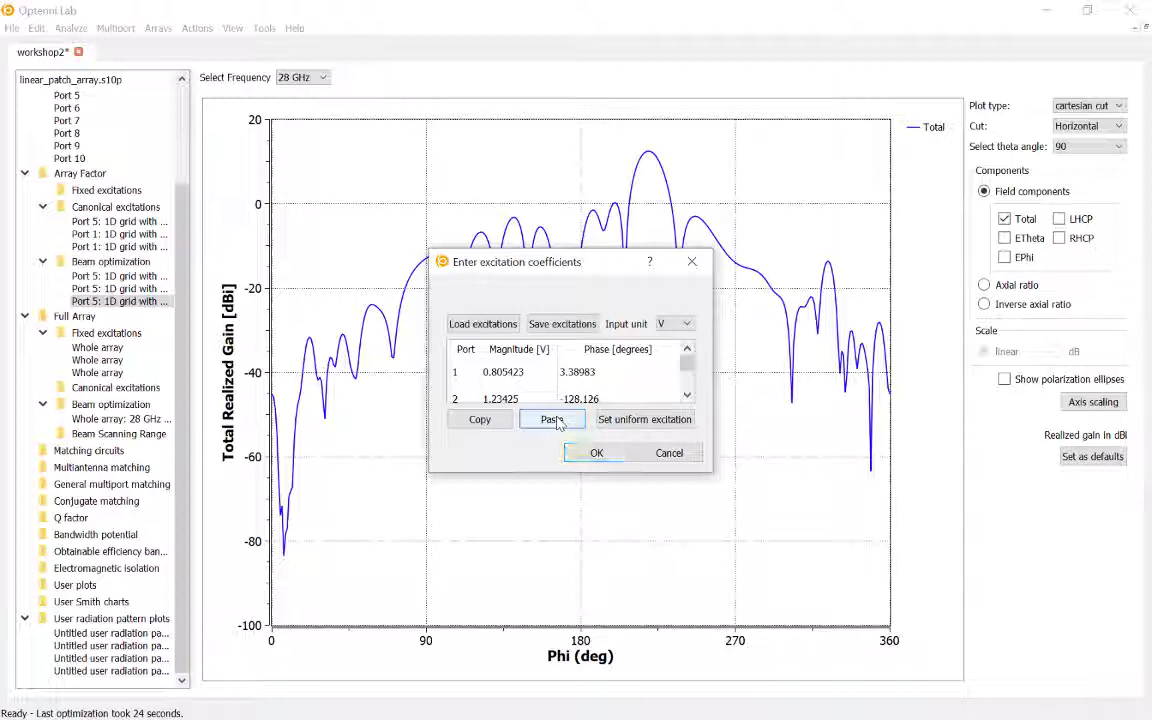 Optenni Lab
File Edit Analyze Multiport Arrays Actions View Tools Help
workshop2*
linear_patch_array.s10p
Port 5
Port 6
Port 7
Port 8
Port 9
Port 10
Array Factor
Fixed excitations
Canonical excitations
Port 5: 1D grid with ...
Port 1: 1D grid with ...
Port 1: 1D grid with ...
Beam optimization
Port 5: 1D grid with ...
Port 5: 1D grid with ...
Port 5: 1D grid with ...
Full Array
Fixed excitations
Whole array
Whole array
Whole array
Canonical excitations
Beam optimization
Whole array: 28 GHz ...
Beam Scanning Range
Matching circuits
Multiantenna matching
General multiport matching
Conjugate matching
Q factor
Bandwidth potential
Obtainable efficiency ban...
Electromagnetic isolation
User plots
User Smith charts
User radiation pattern plots
Untitled user radiation pa...
Untitled user radiation pa...
Untitled user radiation pa...
Untitled user radiation pa...
Select Frequency 28 GHz
Total Realized Gain [dBi]
20
0
-20
-40
-60
-80
-100
0 90 180 270 360
Phi (deg)
Total
Enter excitation coefficients ?
Load excitations Save excitations Input unit V
Port Magnitude [V] Phase [degrees]
1 0.805423 3.38983
2 1.23425 -128.126
Copy Paste Set uniform excitation
OK Cancel
Plot type: cartesian cut
Cut: Horizontal
Select theta angle: 90
Components
Field components
Total LHCP
ETheta RHCP
EPhi
Axial ratio
Inverse axial ratio
Scale
linear dB
Show polarization ellipses
Axis scaling
Realized gain in dBi
Set as defaults
Ready - Last optimization took 24 seconds.